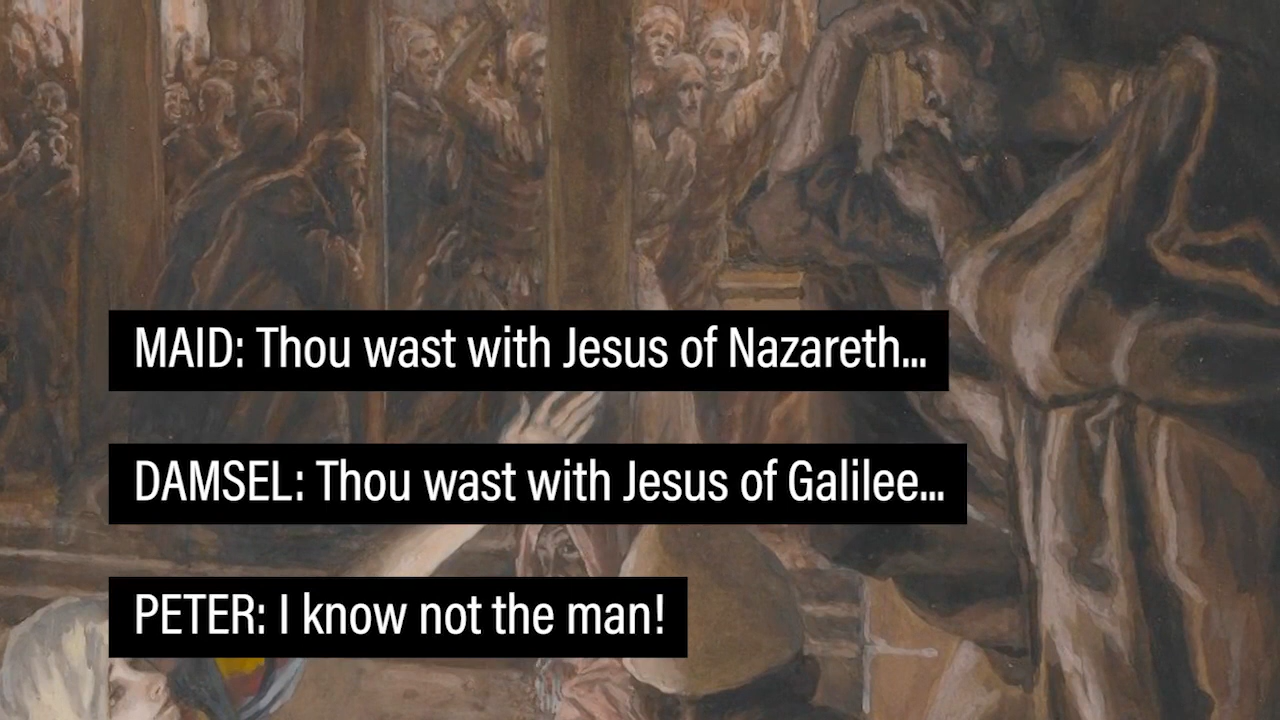 MAID: Thou wast with Jesus of Nazareth...
DAMSEL: Thou wast with Jesus of Galilee...
PETER: I know not the man!